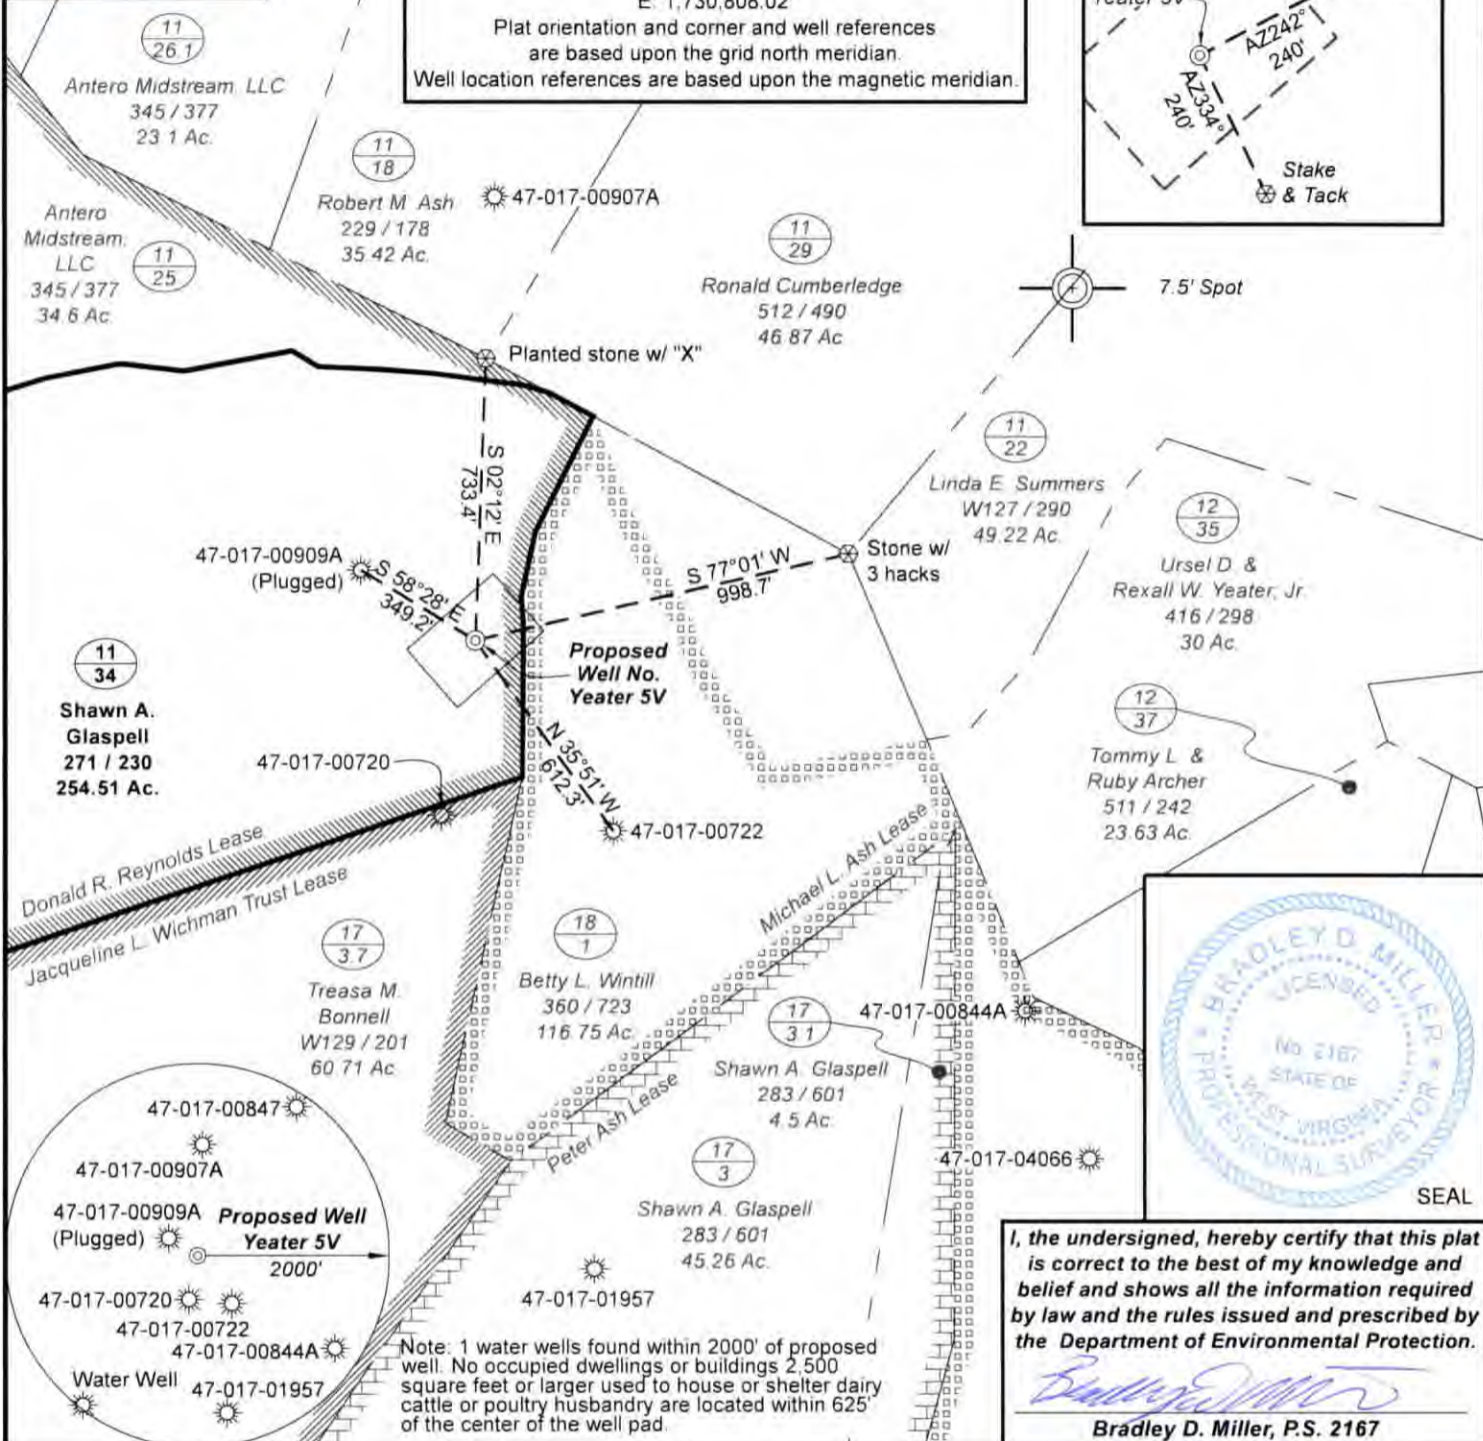 E: 1,730,808.02
Plat orientation and corner and well references
are based upon the grid north meridian.
Well location references are based upon the magnetic meridian.
AZ242°
240'
AZ334°
240'
Stake
& Tack
11
26.1
Antero Midstream LLC
345 / 377
23.1 Ac.
11
18
Robert M. Ash
229 / 178
35.42 Ac.
47-017-00907A
Antero
Midstream,
LLC
345 / 377
34.6 Ac.
11
25
11
29
Ronald Cumberledge
512 / 490
46.87 Ac
7.5' Spot
Planted stone w/ "X"
S 02°12' E
733.4'
11
22
Linda E. Summers
W127 / 290
49.22 Ac.
12
35
Ursel D. &
Rexall W. Yeater, Jr.
416 / 298
30 Ac.
47-017-00909A
(Plugged)
S 58°28' E
349.2'
S 77°01' W
998.7'
Stone w/
3 hacks
11
34
Shawn A.
Glaspell
271 / 230
254.51 Ac.
Proposed
Well No.
Yeater 5V
12
37
Tommy L. &
Ruby Archer
511 / 242
23.63 Ac.
47-017-00720
N 35°51' W
612.3'
47-017-00722
Donald R. Reynolds Lease
Jacqueline L. Wichman Trust Lease
Michael L. Ash Lease
Peter Ash Lease
17
3.7
Treasa M.
Bonnell
W129 / 201
60.71 Ac
18
1
Betty L. Wintill
360 / 723
116.75 Ac.
17
3.1
Shawn A. Glaspell
283 / 601
4.5 Ac
47-017-00844A
17
3
Shawn A. Glaspell
283 / 601
45.26 Ac.
47-017-04066
47-017-01957
47-017-00847
47-017-00907A
47-017-00909A
(Plugged)
Proposed Well
Yeater 5V
2000'
47-017-00720
47-017-00722
47-017-00844A
Water Well
47-017-01957
Note: 1 water wells found within 2000' of proposed
well. No occupied dwellings or buildings 2,500
square feet or larger used to house or shelter dairy
cattle or poultry husbandry are located within 625'
of the center of the well pad.
BRADLEY D. MILLER
LICENSED
No. 2167
STATE OF
WEST VIRGINIA
PROFESSIONAL SURVEYOR
SEAL
I, the undersigned, hereby certify that this plat
is correct to the best of my knowledge and
belief and shows all the information required
by law and the rules issued and prescribed by
the Department of Environmental Protection.
Bradley D. Miller, P.S. 2167